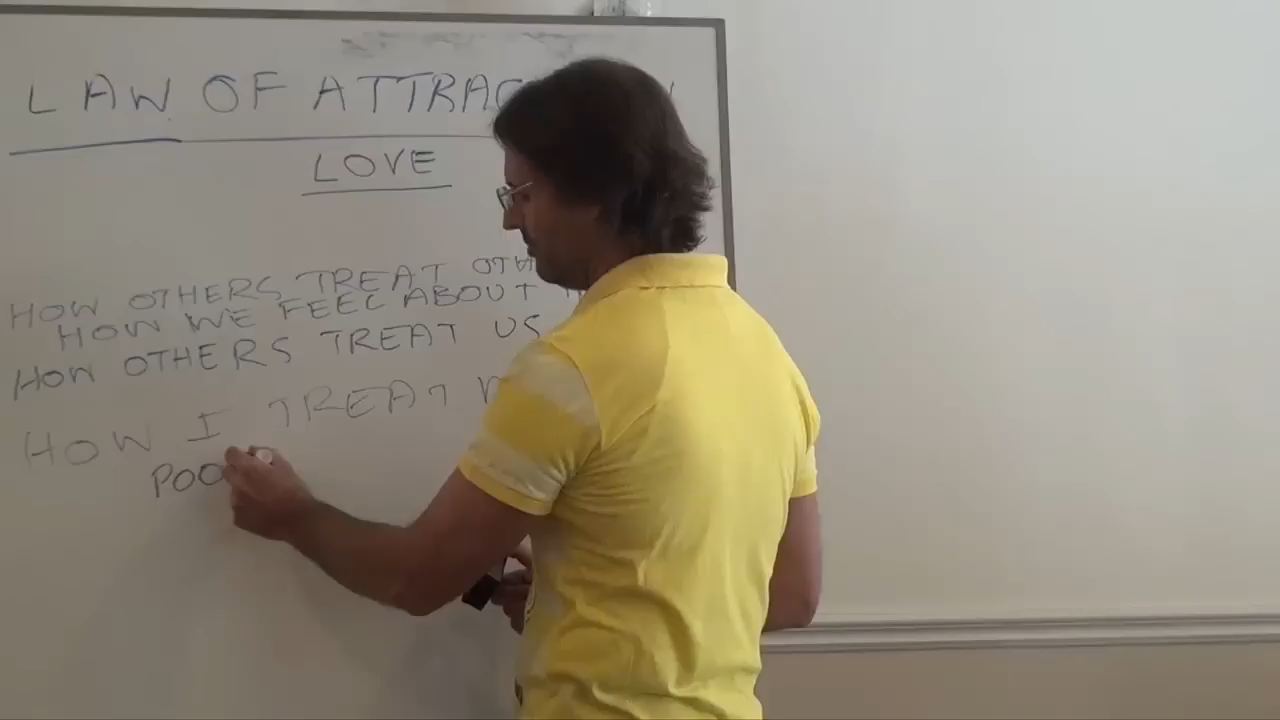 LAW OF ATTRAC
LOVE
HOW OTHERS TREAT OTH
HOW WE FEEL ABOUT
HOW OTHERS TREAT US
HOW I TREAT
POO